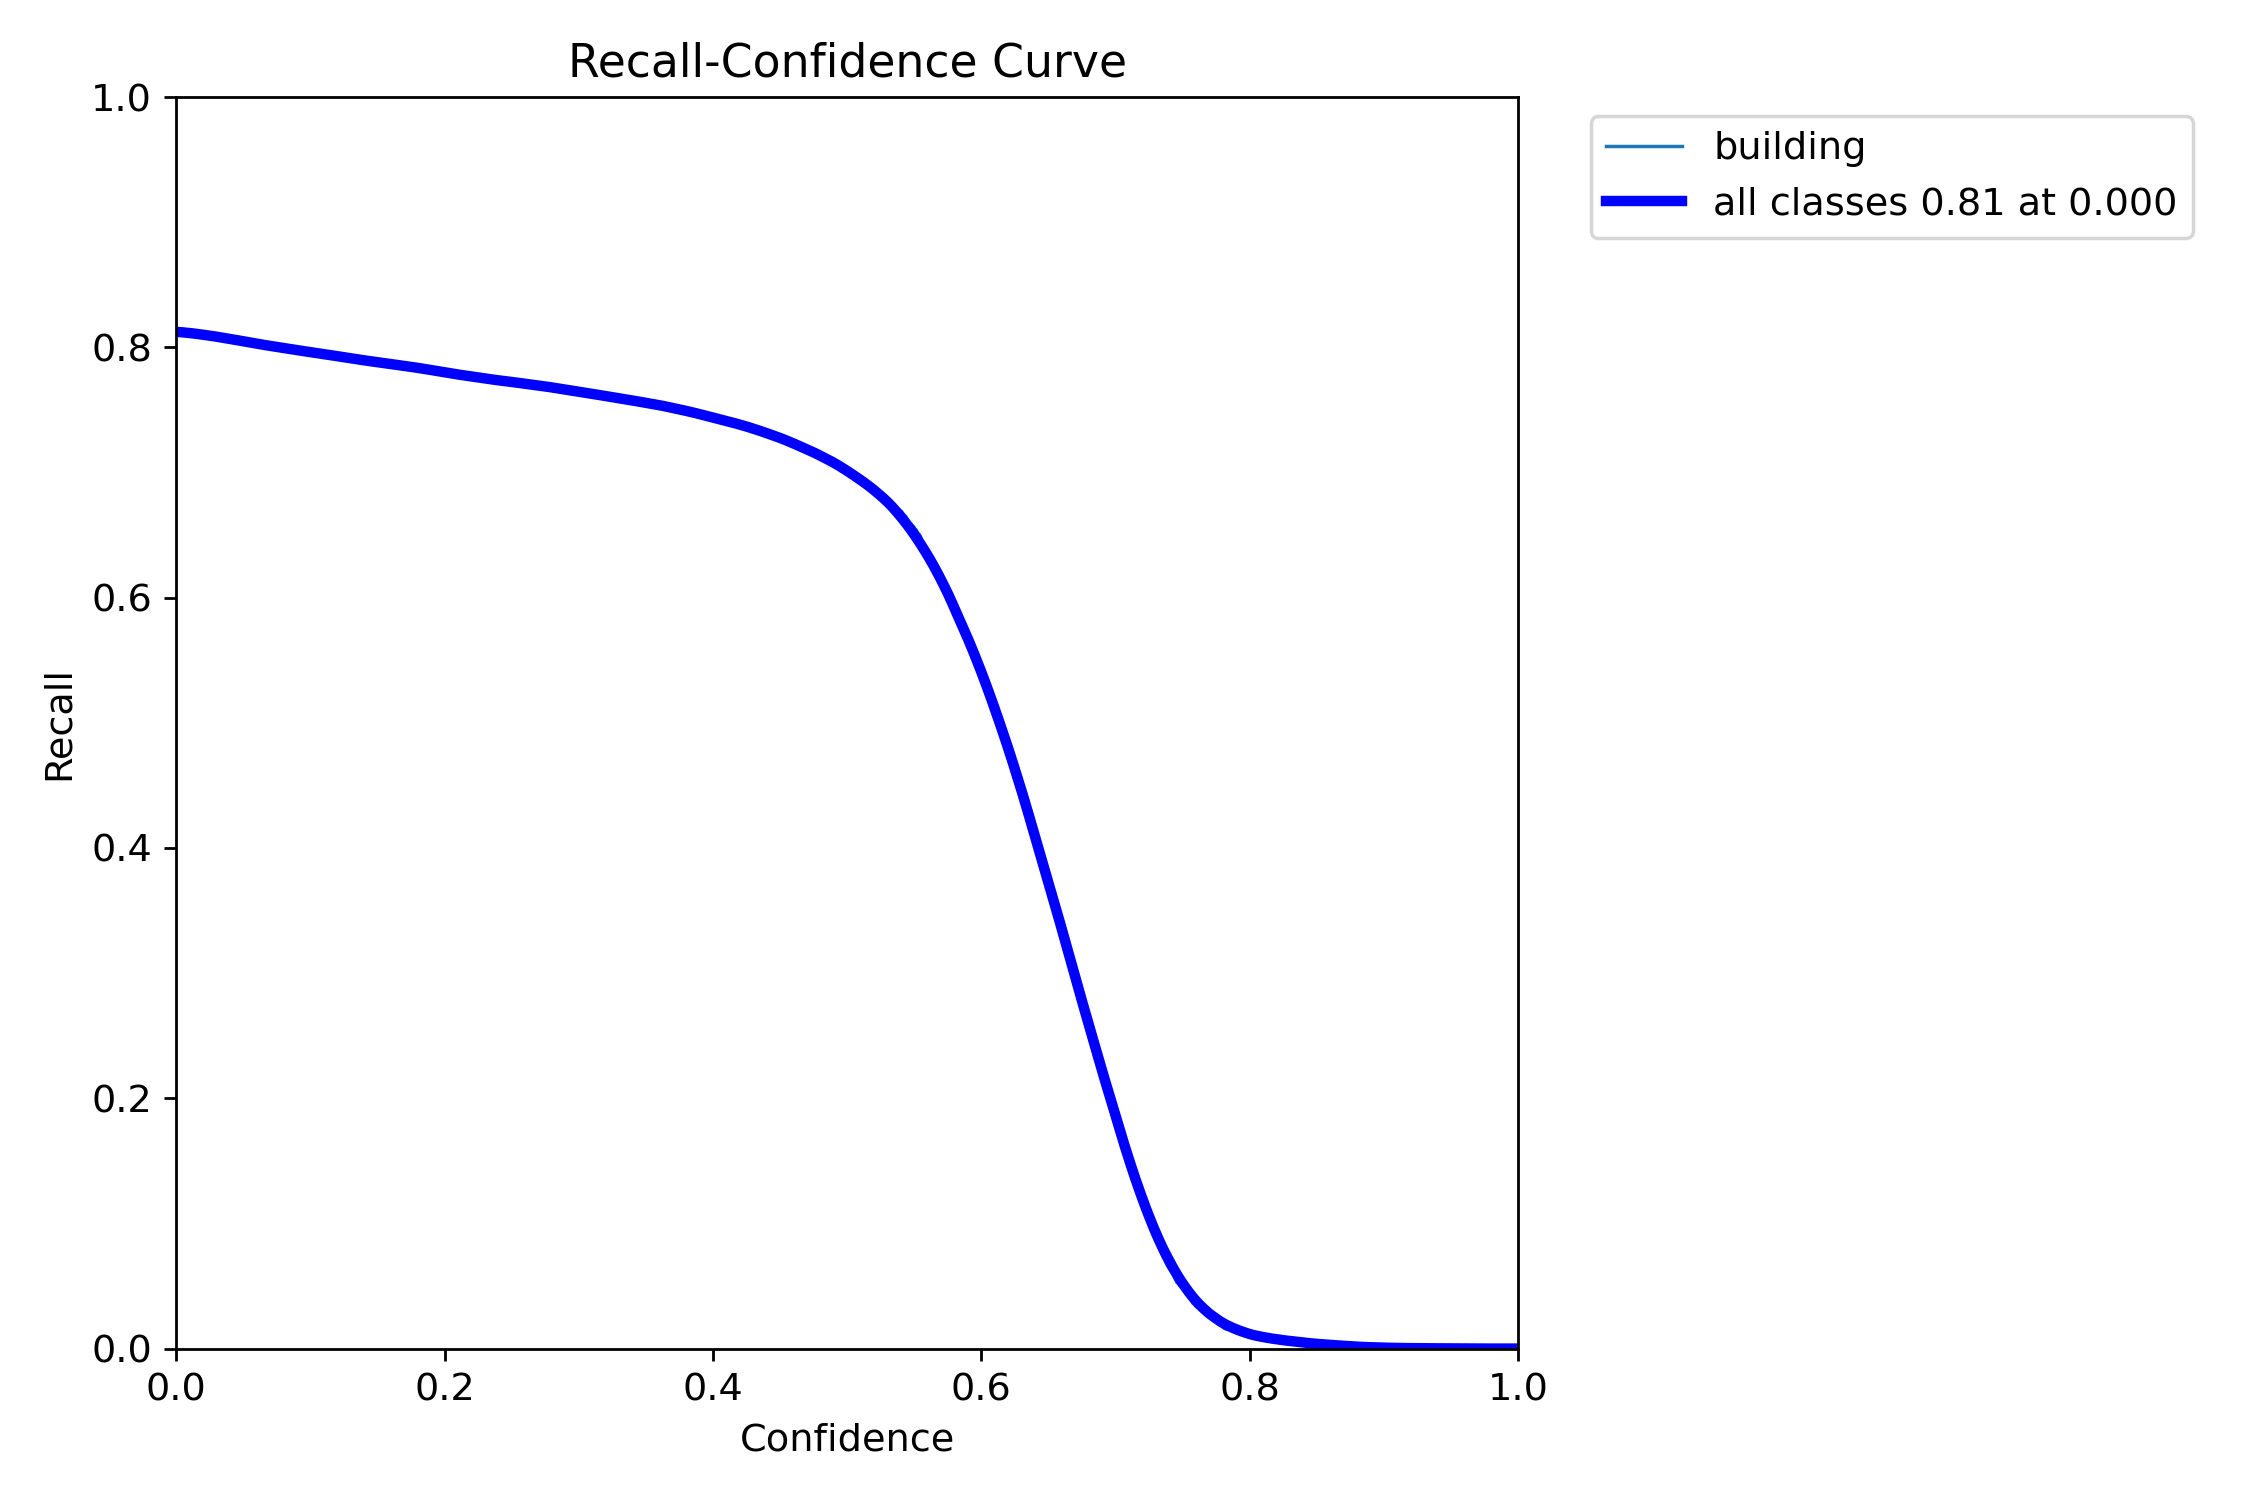 Recall-Confidence Curve
1.0
0.8
0.6
0.4
0.2
0.0
Recall
0.0 0.2 0.4 0.6 0.8 1.0
Confidence
building
all classes 0.81 at 0.000